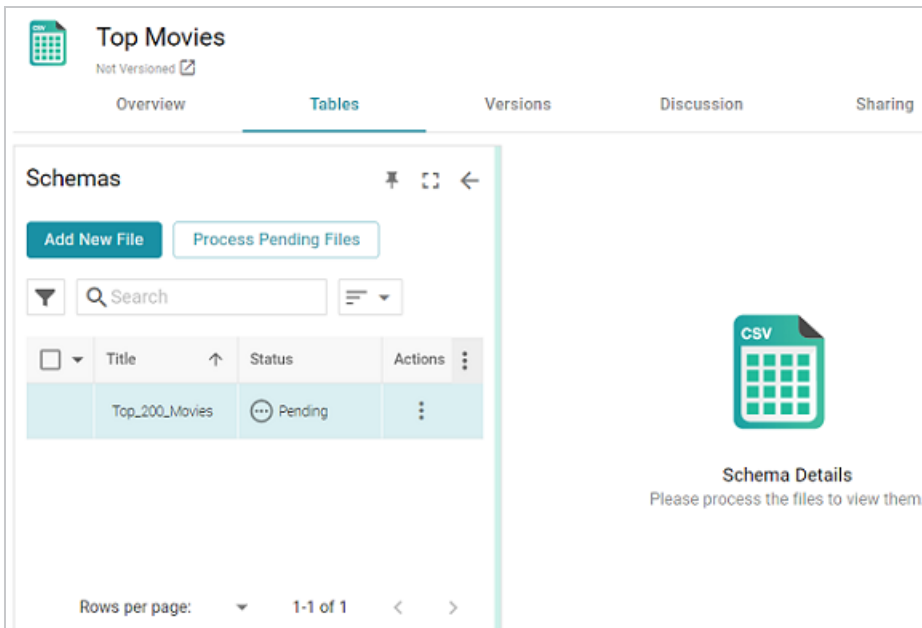 CSV
Top Movies
Not Versioned
Overview Tables Versions Discussion Sharing
Schemas
Add New File Process Pending Files
Search
Title Status Actions
Top_200_Movies Pending
CSV
Schema Details
Please process the files to view them
Rows per page: 1-1 of 1